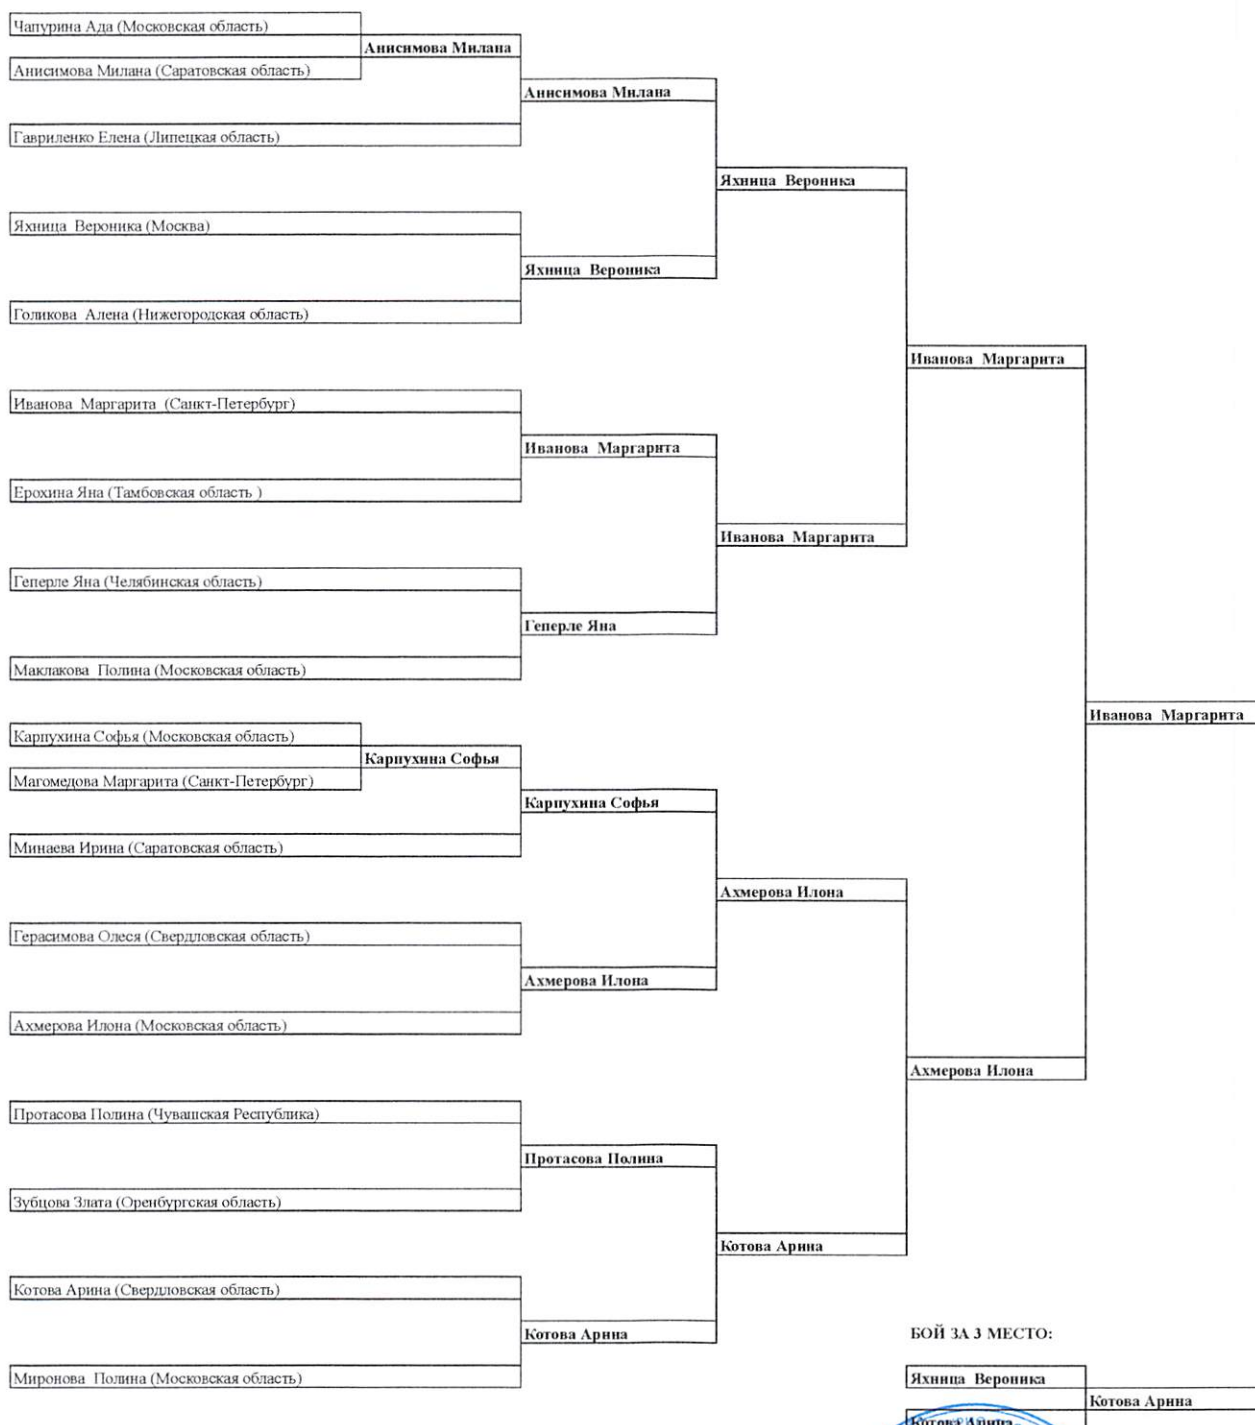 Чапурина Ада (Московская область)
Анисимова Милана
Анисимова Милана (Саратовская область)
Анисимова Милана
Гавриленко Елена (Липецкая область)
Яхница Вероника
Яхница Вероника (Москва)
Яхница Вероника
Голикова Алена (Нижегородская область)
Иванова Маргарита
Иванова Маргарита (Санкт-Петербург)
Иванова Маргарита
Ерохина Яна (Тамбовская область )
Иванова Маргарита
Геперле Яна (Челябинская область)
Геперле Яна
Маклакова Полина (Московская область)
Иванова Маргарита
Карпухина Софья (Московская область)
Карпухина Софья
Магомедова Маргарита (Санкт-Петербург)
Карпухина Софья
Минаева Ирина (Саратовская область)
Ахмерова Илона
Герасимова Олеся (Свердловская область)
Ахмерова Илона
Ахмерова Илона (Московская область)
Ахмерова Илона
Протасова Полина (Чувашская Республика)
Протасова Полина
Зубцова Злата (Оренбургская область)
Котова Арина
Котова Арина (Свердловская область)
Котова Арина
БОЙ ЗА 3 МЕСТО:
Миронова Полина (Московская область)
Яхница Вероника
Котова Арина
Котова Арина